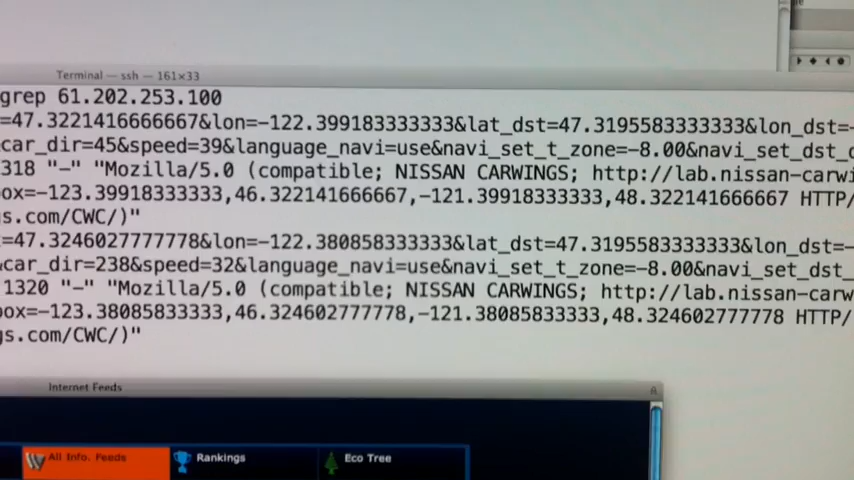 Terminal — ssh — 161×33
grep 61.202.253.100
=47.3221416666667&lon=-122.399183333333&lat_dst=47.3195583333333&lon_dst=-
car_dir=45&speed=39&language_navi=use&navi_set_t_zone=-8.00&navi_set_dst_
318 "-" "Mozilla/5.0 (compatible; NISSAN CARWINGS; http://lab.nissan-carwi
ox=-123.39918333333,46.322141666667,-121.39918333333,48.322141666667 HTTP/
s.com/CWC/)"
=47.3246027777778&lon=-122.380858333333&lat_dst=47.3195583333333&lon_dst=-
&car_dir=238&speed=32&language_navi=use&navi_set_t_zone=-8.00&navi_set_dst_
1320 "-" "Mozilla/5.0 (compatible; NISSAN CARWINGS; http://lab.nissan-carw
ox=-123.38085833333,46.324602777778,-121.38085833333,48.324602777778 HTTP/
gs.com/CWC/)"
Internet Feeds
All Info. Feeds
Rankings
Eco Tree